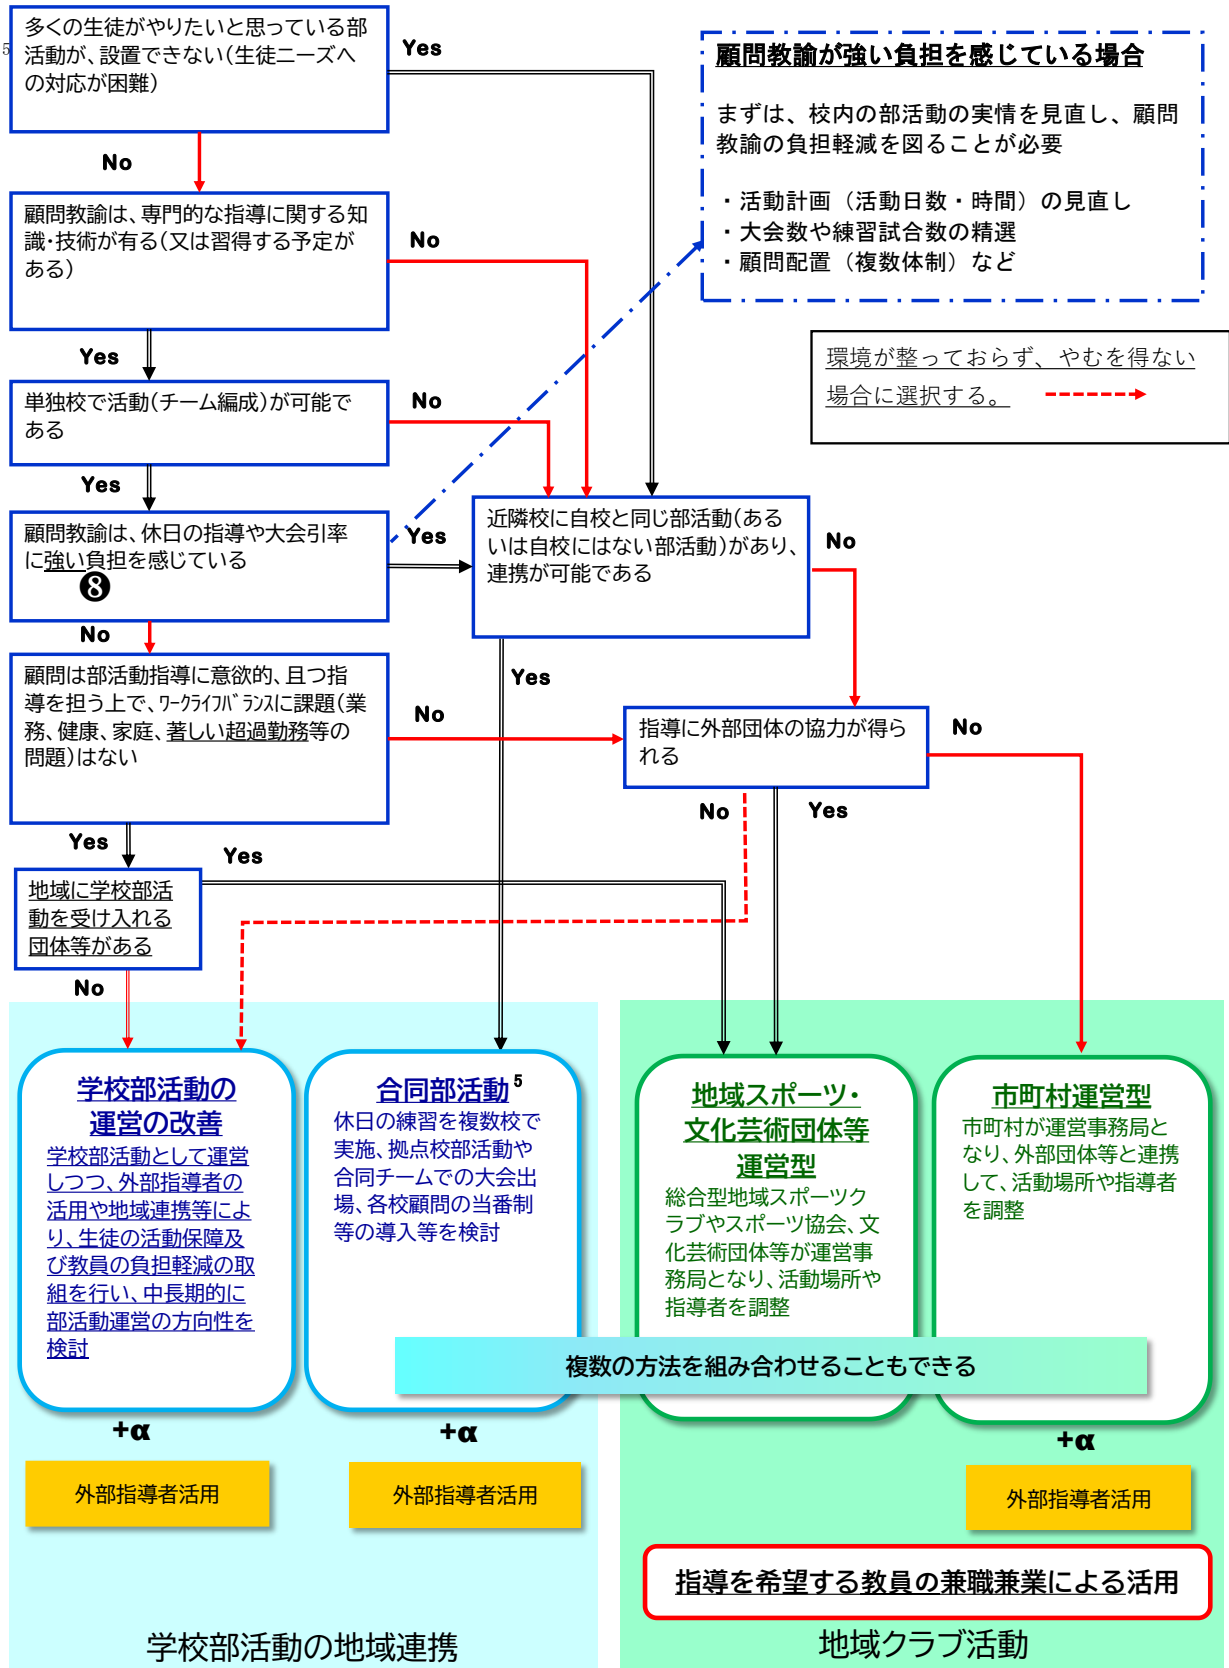 5
多くの生徒がやりたいと思っている部
活動が、設置できない(生徒ニーズへ
の対応が困難)
Yes
No
顧問教諭が強い負担を感じている場合
まずは、校内の部活動の実情を見直し、顧問
教諭の負担軽減を図ることが必要
・活動計画（活動日数・時間）の見直し
・大会数や練習試合数の精選
・顧問配置（複数体制）など
顧問教諭は、専門的な指導に関する知
識・技術が有る(又は習得する予定が
ある)
No
Yes
環境が整っておらず、やむを得ない
場合に選択する。
単独校で活動(チーム編成)が可能で
ある
No
Yes
顧問教諭は、休日の指導や大会引率
に強い負担を感じている
❽
Yes
No
近隣校に自校と同じ部活動(ある
いは自校にはない部活動)があり、
連携が可能である
No
Yes
顧問は部活動指導に意欲的、且つ指
導を担う上で、ﾜｰｸﾗｲﾌﾊﾞﾗﾝｽに課題(業
務、健康、家庭、著しい超過勤務等の
問題)はない
No
Yes
指導に外部団体の協力が得ら
れる
No
No
Yes
Yes
地域に学校部活
動を受け入れる
団体等がある
No
学校部活動の
運営の改善
学校部活動として運営
しつつ、外部指導者の
活用や地域連携等によ
り、生徒の活動保障及
び教員の負担軽減の取
組を行い、中長期的に
部活動運営の方向性を
検討
合同部活動5
休日の練習を複数校で
実施、拠点校部活動や
合同チームでの大会出
場、各校顧問の当番制
等の導入等を検討
地域スポーツ・
文化芸術団体等
運営型
総合型地域スポーツク
ラブやスポーツ協会、文
化芸術団体等が運営事
務局となり、活動場所や
指導者を調整
市町村運営型
市町村が運営事務局と
なり、外部団体等と連携
して、活動場所や指導者
を調整
複数の方法を組み合わせることもできる
+α
+α
+α
外部指導者活用
外部指導者活用
外部指導者活用
指導を希望する教員の兼職兼業による活用
学校部活動の地域連携
地域クラブ活動